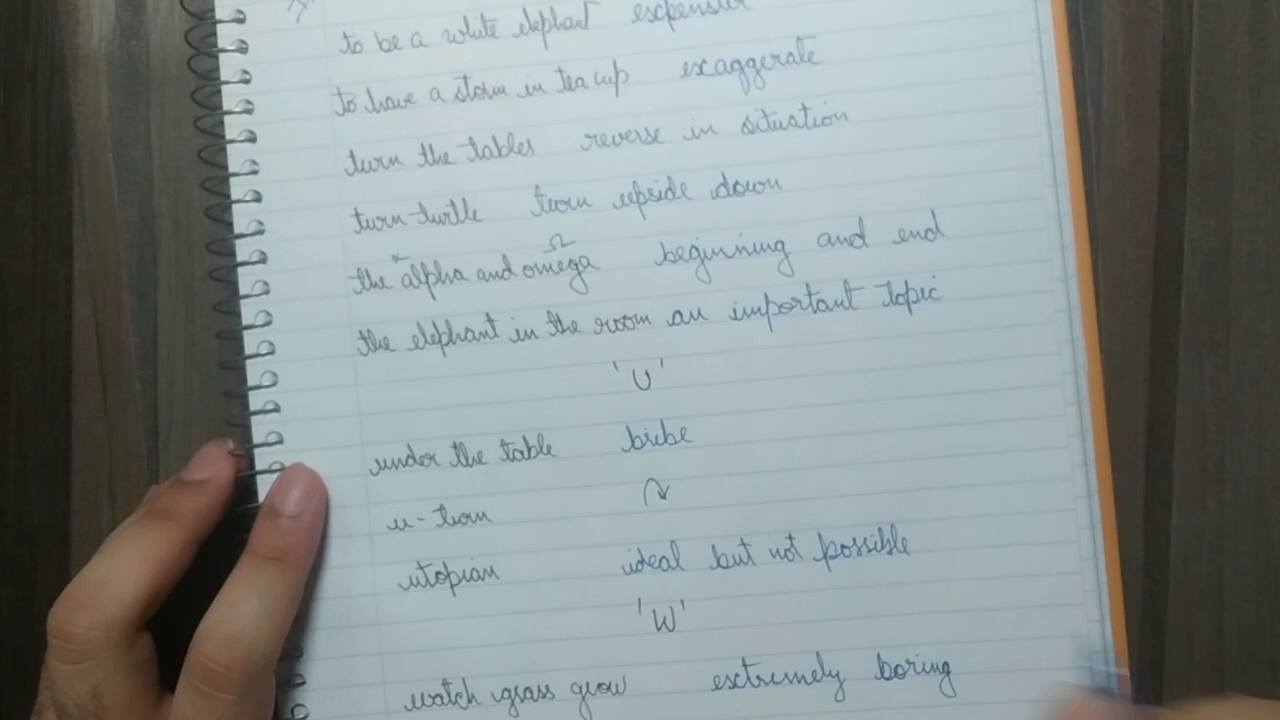 to be a white elephant expensive
to have a storm in tea cup exaggerate
turn the tables reverse in situation
turn turtle turn upside down
the alpha and omega beginning and end
the elephant in the room an important topic
'U'
under the table bribe
u-turn
utopian ideal but not possible
'W'
watch grass grow extremely boring